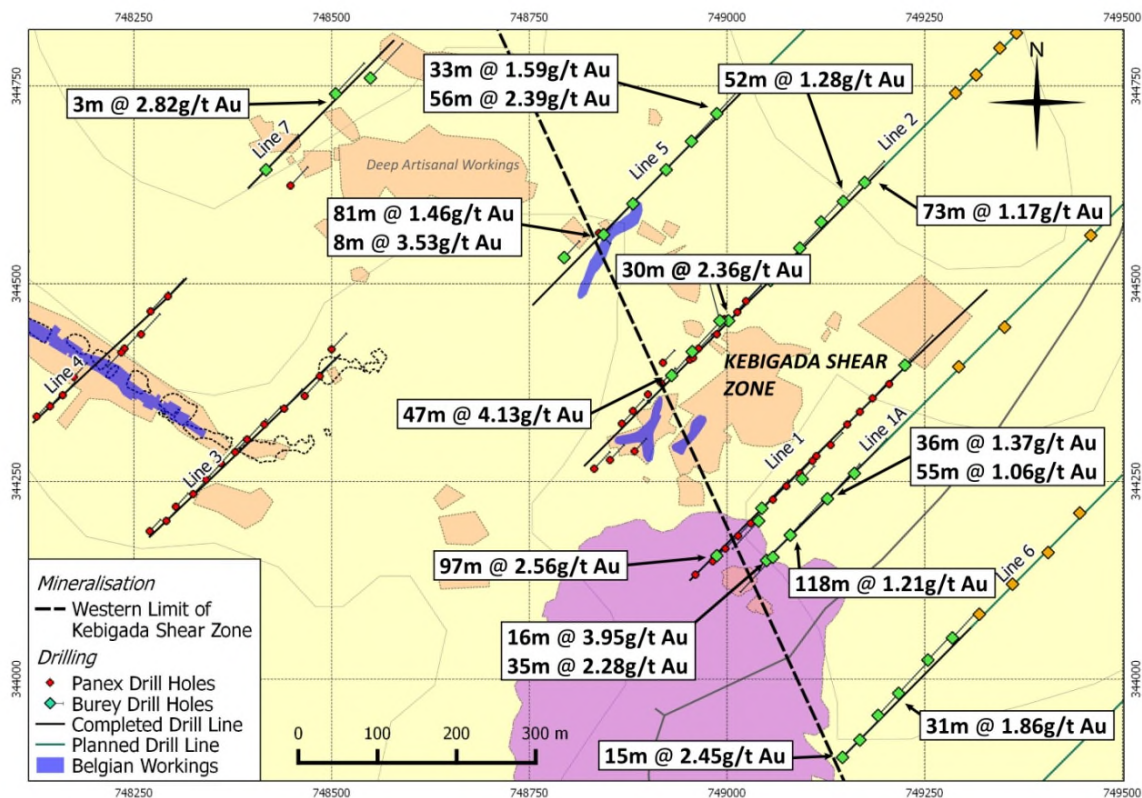 748250 748500 748750 749000 749250 749500
344750
344500
344250
344000
N
33m @ 1.59g/t Au
56m @ 2.39g/t Au
52m @ 1.28g/t Au
3m @ 2.82g/t Au
Line 7
Line 5
Line 2
Deep Artisanal Workings
81m @ 1.46g/t Au
8m @ 3.53g/t Au
73m @ 1.17g/t Au
30m @ 2.36g/t Au
KEBIGADA SHEAR
ZONE
Line 4
47m @ 4.13g/t Au
Line 3
Line 1
Line 1A
36m @ 1.37g/t Au
55m @ 1.06g/t Au
97m @ 2.56g/t Au
118m @ 1.21g/t Au
Line 6
16m @ 3.95g/t Au
35m @ 2.28g/t Au
31m @ 1.86g/t Au
15m @ 2.45g/t Au
Mineralisation
Western Limit of
Kebigada Shear Zone
Drilling
Panex Drill Holes
Burey Drill Holes
Completed Drill Line
Planned Drill Line
Belgian Workings
0 100 200 300 m
344750
344500
344250
344000
748250 748500 748750 749000 749250 749500